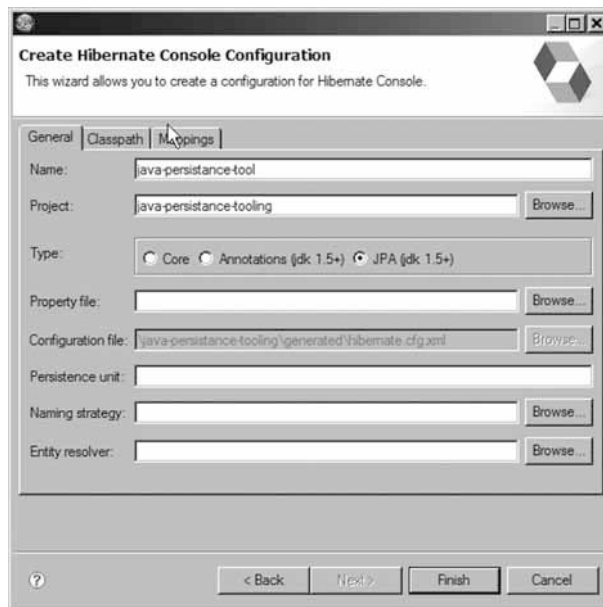 Create Hibernate Console Configuration
This wizard allows you to create a configuration for Hibernate Console.
General Classpath Mappings
Name: java-persistance-tool
Project: java-persistance-tooling Browse...
Type: Core Annotations (jdk 1.5+) JPA (jdk 1.5+)
Property file: Browse...
Configuration file: \java-persistance-tooling\generated\hibernate.cfg.xml Browse...
Persistence unit:
Naming strategy: Browse...
Entity resolver: Browse...
? < Back Next > Finish Cancel